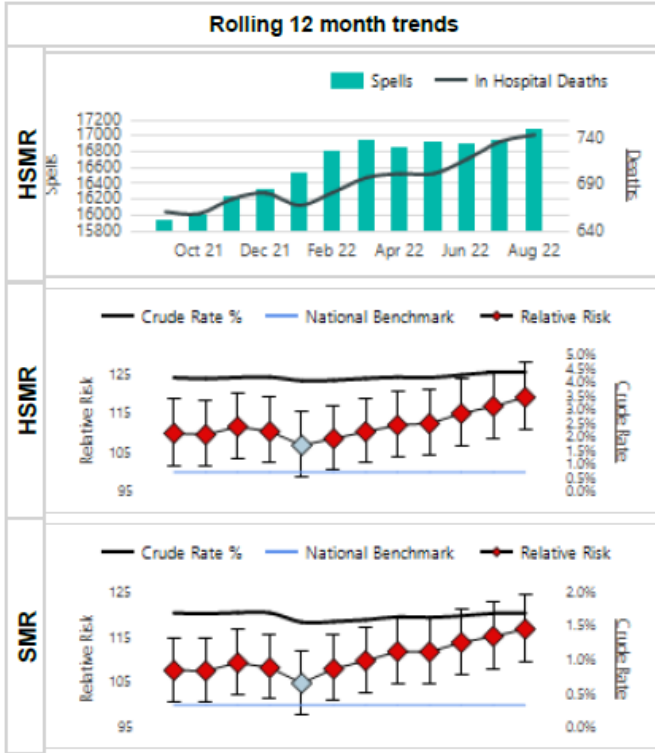 Rolling 12 month trends
HSMR
Spells In Hospital Deaths
Spells
17200
17000
16800
16600
16400
16200
16000
15800
740
690
640
Deaths
Oct 21 Dec 21 Feb 22 Apr 22 Jun 22 Aug 22
HSMR
Crude Rate % National Benchmark Relative Risk
Relative Risk
125
115
105
95
5.0%
4.5%
4.0%
3.5%
3.0%
2.5%
2.0%
1.5%
1.0%
0.5%
0.0%
Crude Rate
SMR
Crude Rate % National Benchmark Relative Risk
Relative Risk
125
115
105
95
2.0%
1.5%
1.0%
0.5%
0.0%
Crude Rate